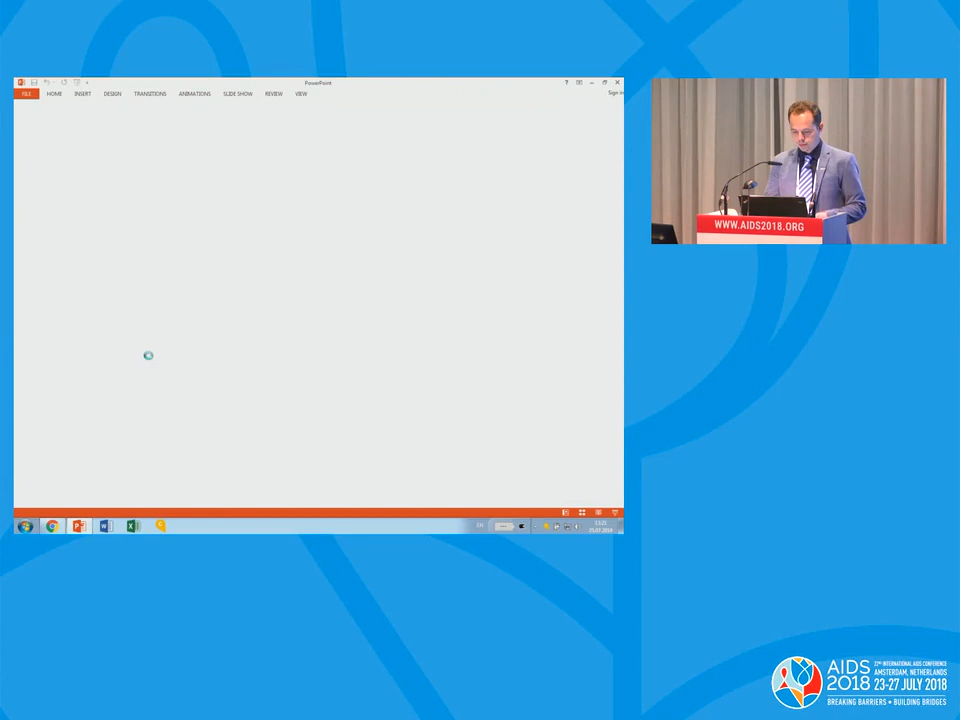 PowerPoint
FILE HOME INSERT DESIGN TRANSITIONS ANIMATIONS SLIDE SHOW REVIEW VIEW
Sign in
EN
WWW.AIDS2018.ORG
AIDS 2018
22ND INTERNATIONAL AIDS CONFERENCE
AMSTERDAM, NETHERLANDS
23-27 JULY 2018
BREAKING BARRIERS • BUILDING BRIDGES